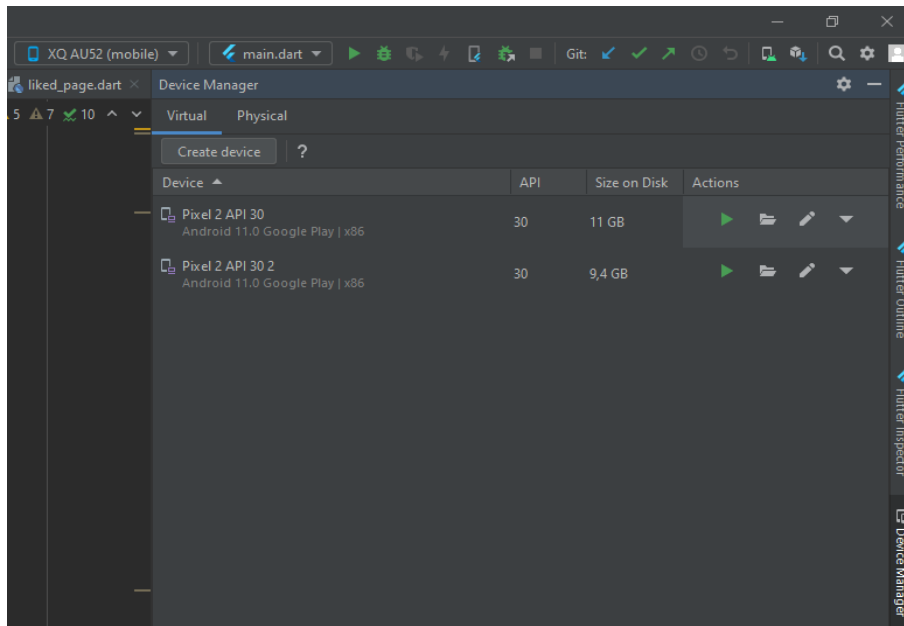 XQ AU52 (mobile) main.dart Git:
liked_page.dart Device Manager
5 7 10 Virtual Physical
Create device ?
Device API Size on Disk Actions
Pixel 2 API 30
Android 11.0 Google Play | x86
30 11 GB
Pixel 2 API 30 2
Android 11.0 Google Play | x86
30 9,4 GB
Flutter Performance
Flutter Outline
Flutter Inspector
Device Manager